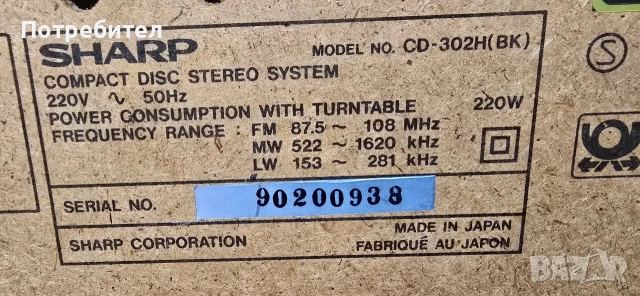 Потребител
SHARP MODEL NO. CD-302H(BK)
COMPACT DISC STEREO SYSTEM
220V ∿ 50Hz
POWER CONSUMPTION WITH TURNTABLE 220W
FREQUENCY RANGE : FM 87.5 ~ 108 MHz
MW 522 ~ 1620 kHz
LW 153 ~ 281 kHz
SERIAL NO. 90200938
MADE IN JAPAN
SHARP CORPORATION FABRIQUÉ AU JAPON
S
BAZAR